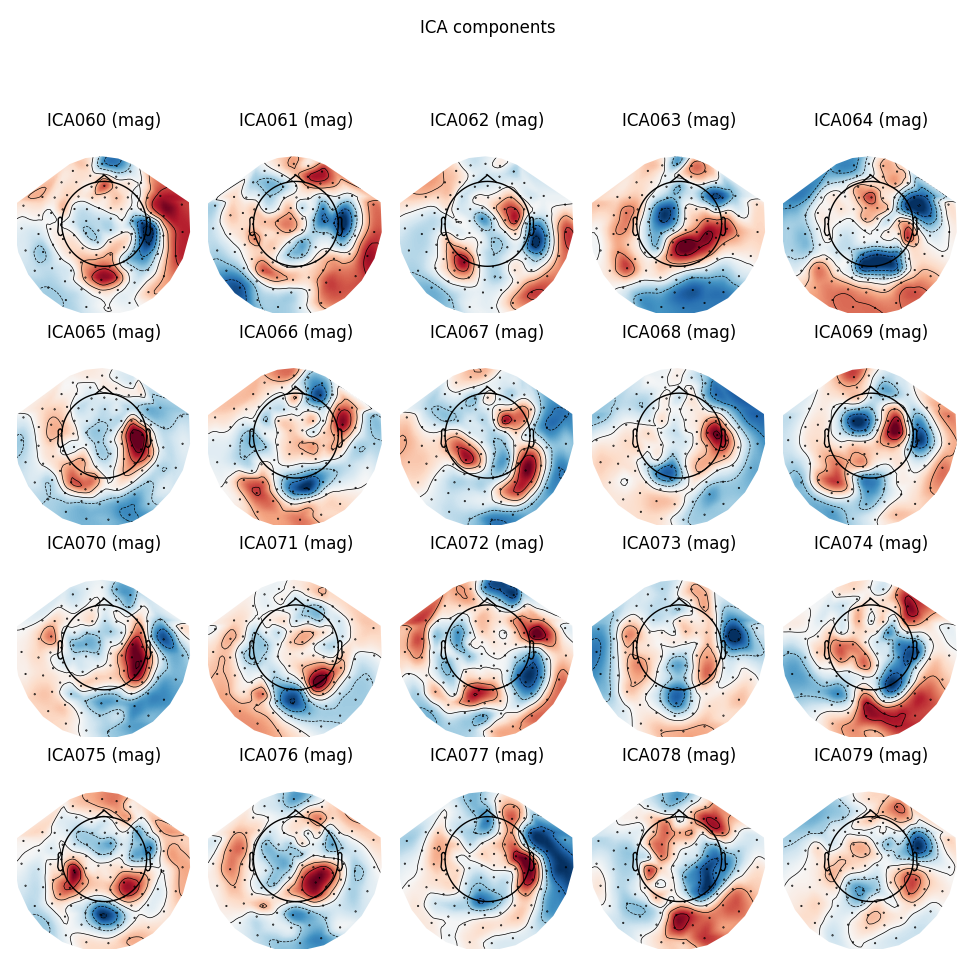 ICA components
ICA060 (mag) ICA061 (mag) ICA062 (mag) ICA063 (mag) ICA064 (mag)
ICA065 (mag) ICA066 (mag) ICA067 (mag) ICA068 (mag) ICA069 (mag)
ICA070 (mag) ICA071 (mag) ICA072 (mag) ICA073 (mag) ICA074 (mag)
ICA075 (mag) ICA076 (mag) ICA077 (mag) ICA078 (mag) ICA079 (mag)